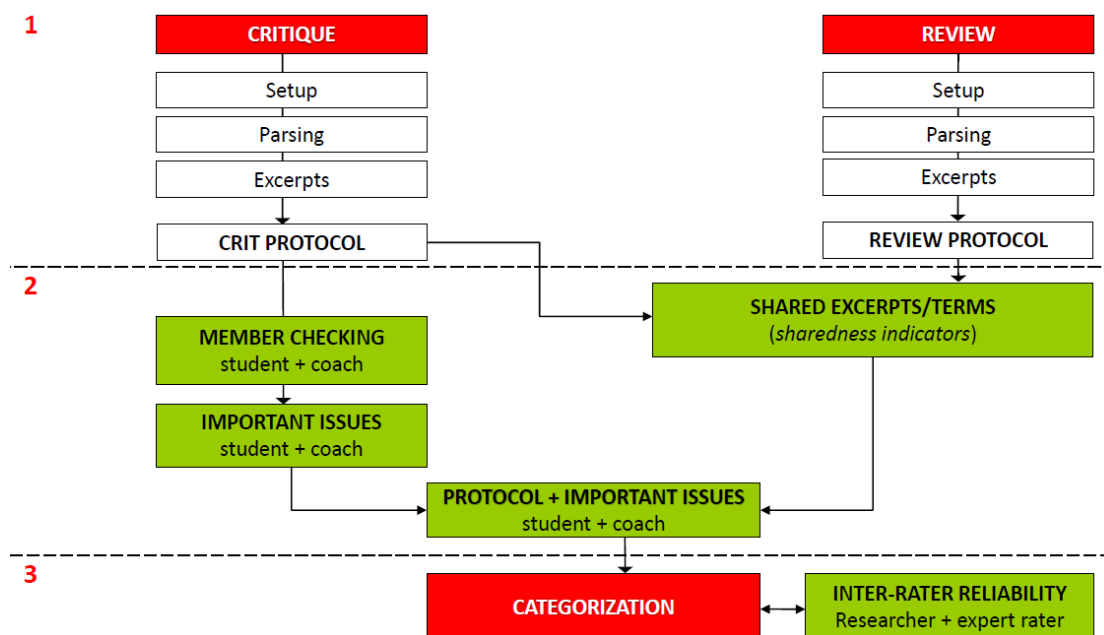 1
CRITIQUE
REVIEW
Setup
Setup
Parsing
Parsing
Excerpts
Excerpts
CRIT PROTOCOL
REVIEW PROTOCOL
2
SHARED EXCERPTS/TERMS
(sharedness indicators)
MEMBER CHECKING
student + coach
IMPORTANT ISSUES
student + coach
PROTOCOL + IMPORTANT ISSUES
student + coach
3
CATEGORIZATION
INTER-RATER RELIABILITY
Researcher + expert rater